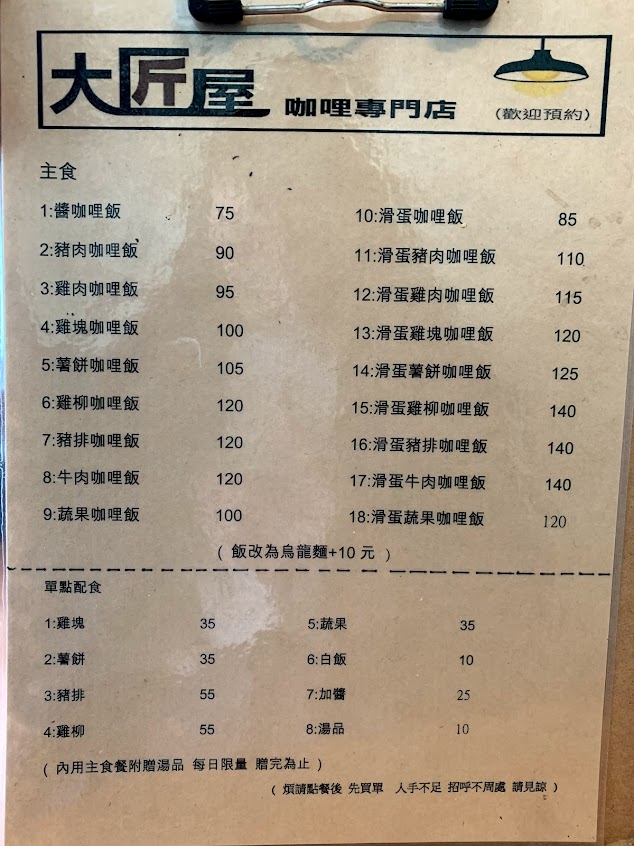 大匠屋 咖哩專門店 (歡迎預約)
主食
1:醬咖哩飯 75
2:豬肉咖哩飯 90
3:雞肉咖哩飯 95
4:雞塊咖哩飯 100
5:薯餅咖哩飯 105
6:雞柳咖哩飯 120
7:豬排咖哩飯 120
8:牛肉咖哩飯 120
9:蔬果咖哩飯 100
10:滑蛋咖哩飯 85
11:滑蛋豬肉咖哩飯 110
12:滑蛋雞肉咖哩飯 115
13:滑蛋雞塊咖哩飯 120
14:滑蛋薯餅咖哩飯 125
15:滑蛋雞柳咖哩飯 140
16:滑蛋豬排咖哩飯 140
17:滑蛋牛肉咖哩飯 140
18:滑蛋蔬果咖哩飯 120
( 飯改為烏龍麵+10 元 )
單點配食
1:雞塊 35
2:薯餅 35
3:豬排 55
4:雞柳 55
5:蔬果 35
6:白飯 10
7:加醬 25
8:湯品 10
( 內用主食餐附贈湯品 每日限量 贈完為止 )
( 煩請點餐後 先買單 人手不足 招呼不周處 請見諒 )